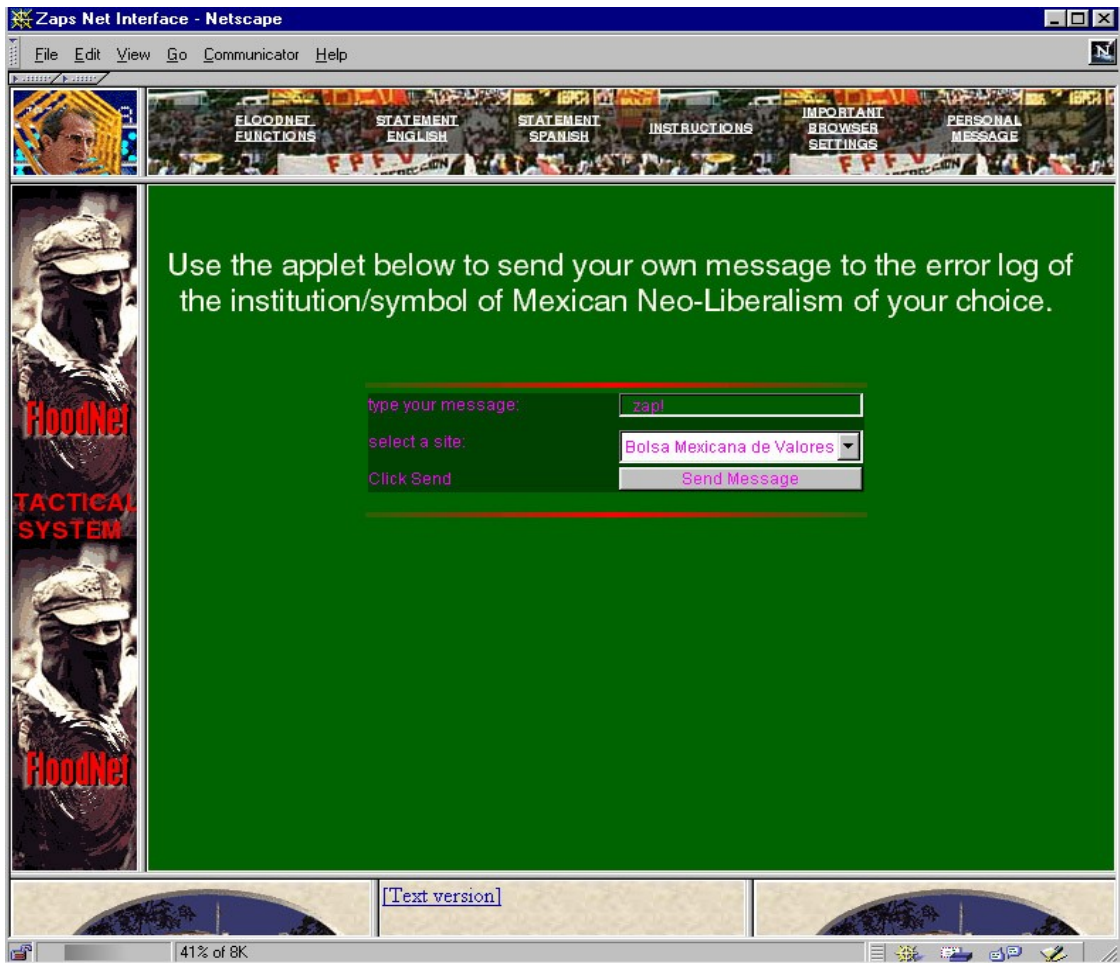 Zaps Net Interface - Netscape
File Edit View Go Communicator Help
N
FLOODNET FUNCTIONS
STATEMENT ENGLISH
STATEMENT SPANISH
INSTRUCTIONS
IMPORTANT BROWSER SETTINGS
PERSONAL MESSAGE
FPFV
FPFV
FloodNet
TACTICAL
SYSTEM
FloodNet
Use the applet below to send your own message to the error log of
the institution/symbol of Mexican Neo-Liberalism of your choice.
type your message: zap!
select a site: Bolsa Mexicana de Valores
Click Send Send Message
[Text version]
41% of 8K